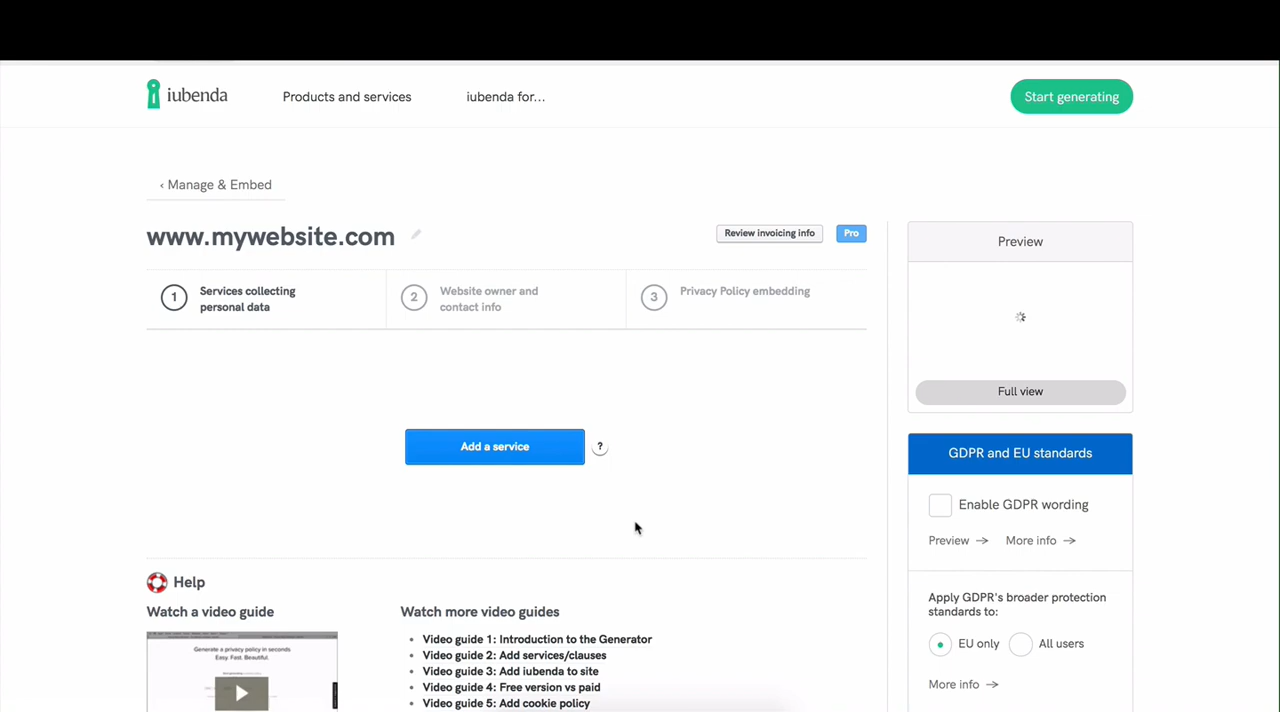 iubenda
Products and services
iubenda for...
Start generating
‹ Manage & Embed
www.mywebsite.com
Review invoicing info
Pro
1
Services collecting
personal data
2
Website owner and
contact info
3
Privacy Policy embedding
Add a service
?
Help
Watch a video guide
Generate a privacy policy in seconds
Easy. Fast. Beautiful.
Watch more video guides
• Video guide 1: Introduction to the Generator
• Video guide 2: Add services/clauses
• Video guide 3: Add iubenda to site
• Video guide 4: Free version vs paid
• Video guide 5: Add cookie policy
Preview
Full view
GDPR and EU standards
Enable GDPR wording
Preview →
More info →
Apply GDPR's broader protection
standards to:
EU only
All users
More info →